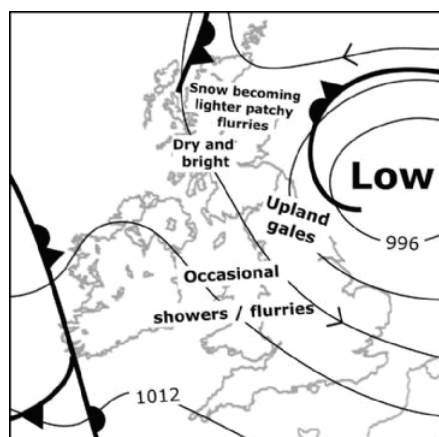 Snow becoming
lighter patchy
flurries
Dry and
bright
Low
Upland
gales
996
Occasional
showers / flurries
1012